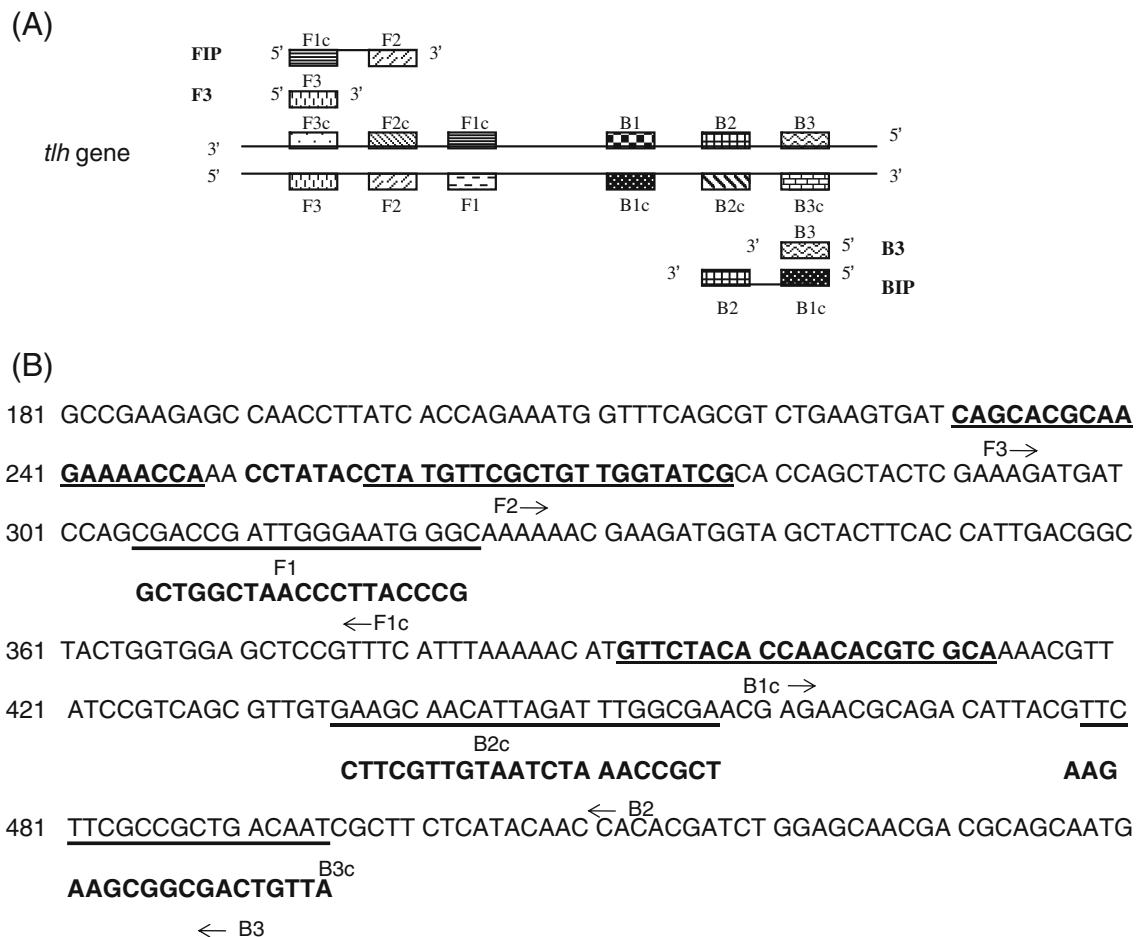 (A)
FIP 5’ F1c F2 3’
F3 5’ F3 3’
tlh gene
3’ F3c F2c F1c B1 B2 B3 5’
5’ 3’
F3 F2 F1 B1c B2c B3c
3’ B3 5’ B3
3’ 5’ BIP
B2 B1c
(B)
181 GCCGAAGAGC CAACCTTATC ACCAGAAATG GTTTCAGCGT CTGAAGTGAT CAGCACGCAA
F3→
241 GAAAACCAAA CCTATACCTA TGTTCGCTGT TGGTATCGCA CCAGCTACTC GAAAGATGAT
F2→
301 CCAGCGACCG ATTGGGAATG GGCAAAAAAC GAAGATGGTA GCTACTTCAC CATTGACGGC
F1
GCTGGCTAACCCTTACCCG
←F1c
361 TACTGGTGGA GCTCCGTTTC ATTTAAAAAC ATGTTCTACA CCAACACGTC GCAAAACGTT
B1c →
421 ATCCGTCAGC GTTGTGAAGC AACATTAGAT TTGGCGAACG AGAACGCAGA CATTACGTTC
B2c
CTTCGTTGTAATCTA AACCGCT AAG
← B2
481 TTCGCCGCTG ACAATCGCTT CTCATACAAC CACACGATCT GGAGCAACGA CGCAGCAATG
B3c
AAGCGGCGACTGTTA
← B3